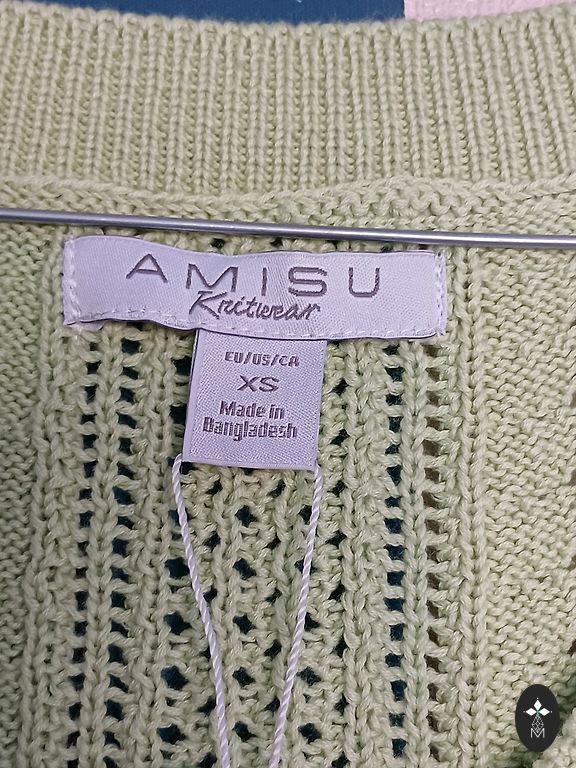 AMISU
Knitwear
EU/US/CA
XS
Made in
Bangladesh
M